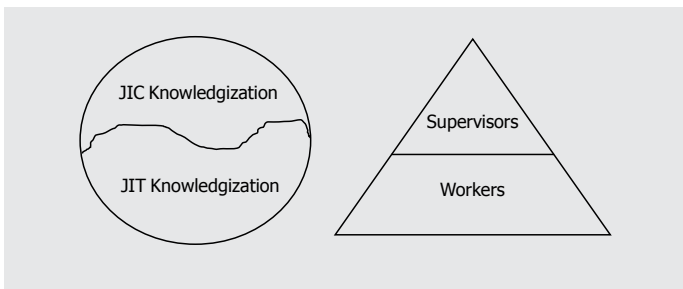 JIC Knowledgization
JIT Knowledgization
Supervisors
Workers